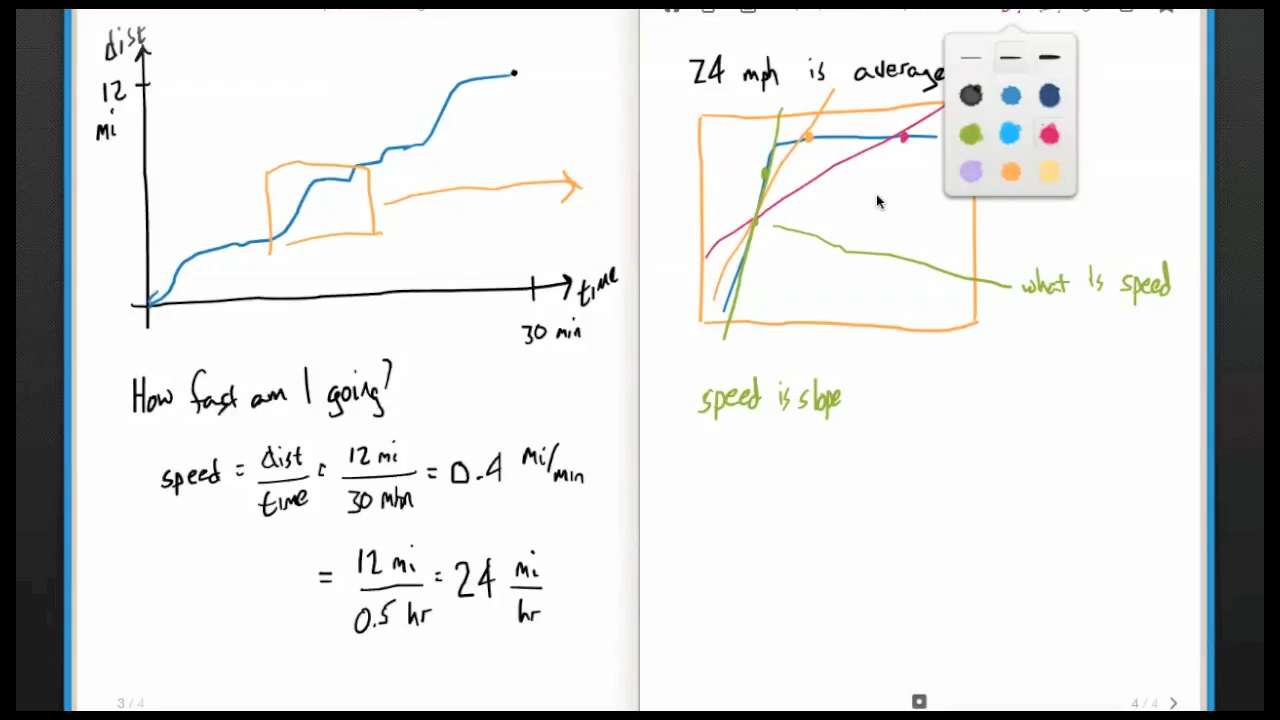 dist
12
mi
time
30 min
How fast am I going?
speed = dist/time = 12 mi/30 min = 0.4 mi/min
= 12 mi/0.5 hr = 24 mi/hr
3 / 4
24 mph is average
what is speed
speed is slope
4 / 4